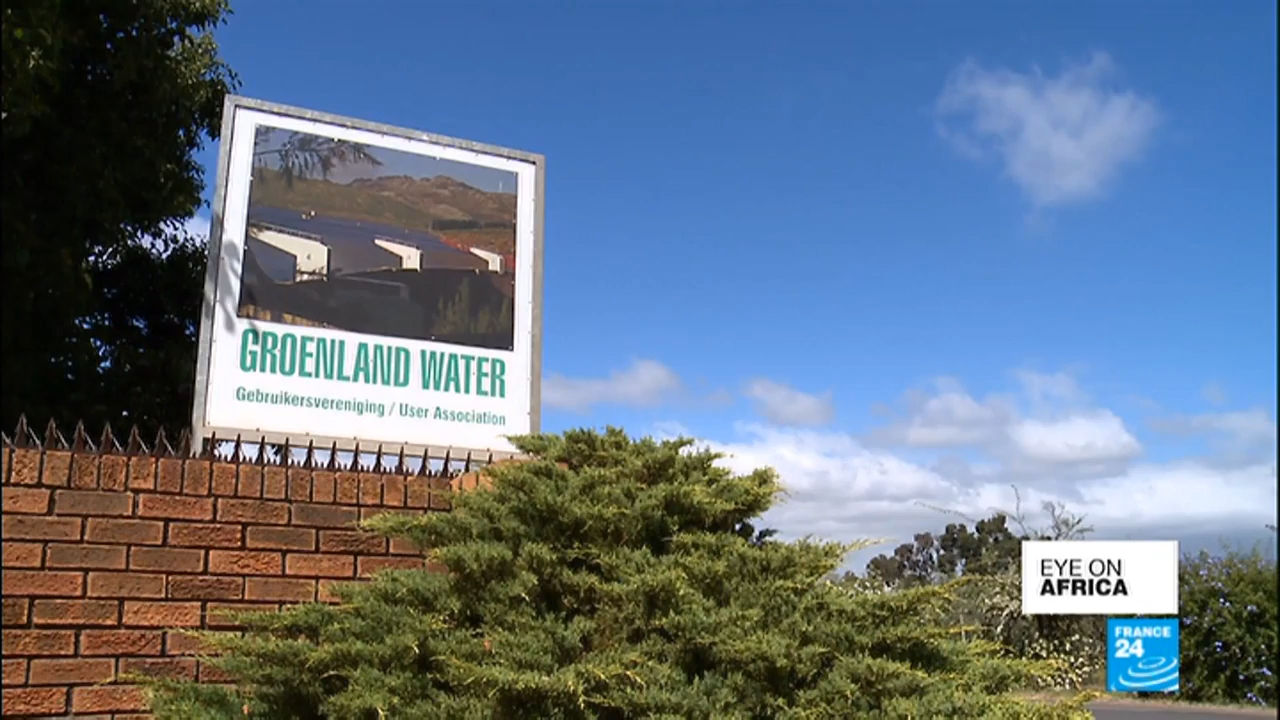 GROENLAND WATER
Gebruikersvereniging / User Association
EYE ON
AFRICA
FRANCE
24